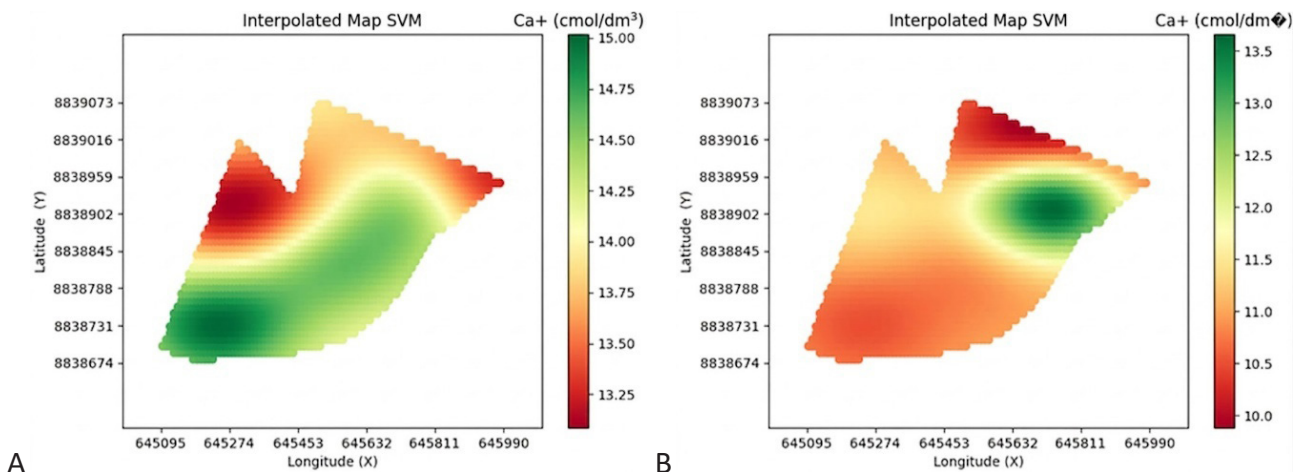 Interpolated Map SVM
Ca+ (cmol/dm³)
15.00
14.75
14.50
14.25
14.00
13.75
13.50
13.25
8839073
8839016
8838959
8838902
8838845
8838788
8838731
8838674
Latitude (Y)
645095 645274 645453 645632 645811 645990
Longitude (X)
A
Interpolated Map SVM
Ca+ (cmol/dm�)
13.5
13.0
12.5
12.0
11.5
11.0
10.5
10.0
8839073
8839016
8838959
8838902
8838845
8838788
8838731
8838674
Latitude (Y)
645095 645274 645453 645632 645811 645990
Longitude (X)
B